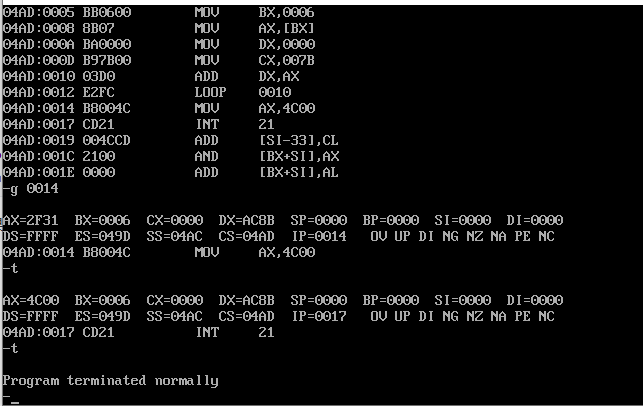 04AD:0005 BB0600 MOV BX,0006
04AD:0008 8B07 MOV AX,[BX]
04AD:000A BA0000 MOV DX,0000
04AD:000D B97B00 MOV CX,007B
04AD:0010 03D0 ADD DX,AX
04AD:0012 E2FC LOOP 0010
04AD:0014 B8004C MOV AX,4C00
04AD:0017 CD21 INT 21
04AD:0019 004CCD ADD [SI-33],CL
04AD:001C 2100 AND [BX+SI],AX
04AD:001E 0000 ADD [BX+SI],AL
-g 0014
AX=2F31 BX=0006 CX=0000 DX=AC8B SP=0000 BP=0000 SI=0000 DI=0000
DS=FFFF ES=049D SS=04AC CS=04AD IP=0014 OV UP DI NG NZ NA PE NC
04AD:0014 B8004C MOV AX,4C00
-t
AX=4C00 BX=0006 CX=0000 DX=AC8B SP=0000 BP=0000 SI=0000 DI=0000
DS=FFFF ES=049D SS=04AC CS=04AD IP=0017 OV UP DI NG NZ NA PE NC
04AD:0017 CD21 INT 21
-t
Program terminated normally
-_